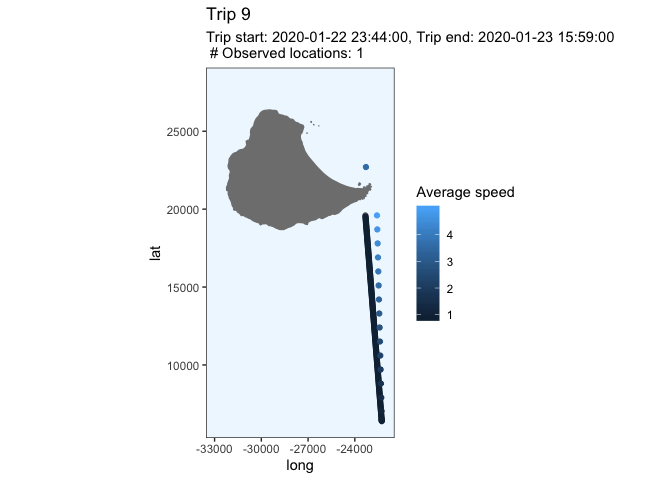 Trip 9
Trip start: 2020-01-22 23:44:00, Trip end: 2020-01-23 15:59:00
# Observed locations: 1
25000
20000
15000
10000
lat
-33000 -30000 -27000 -24000
long
Average speed
4
3
2
1